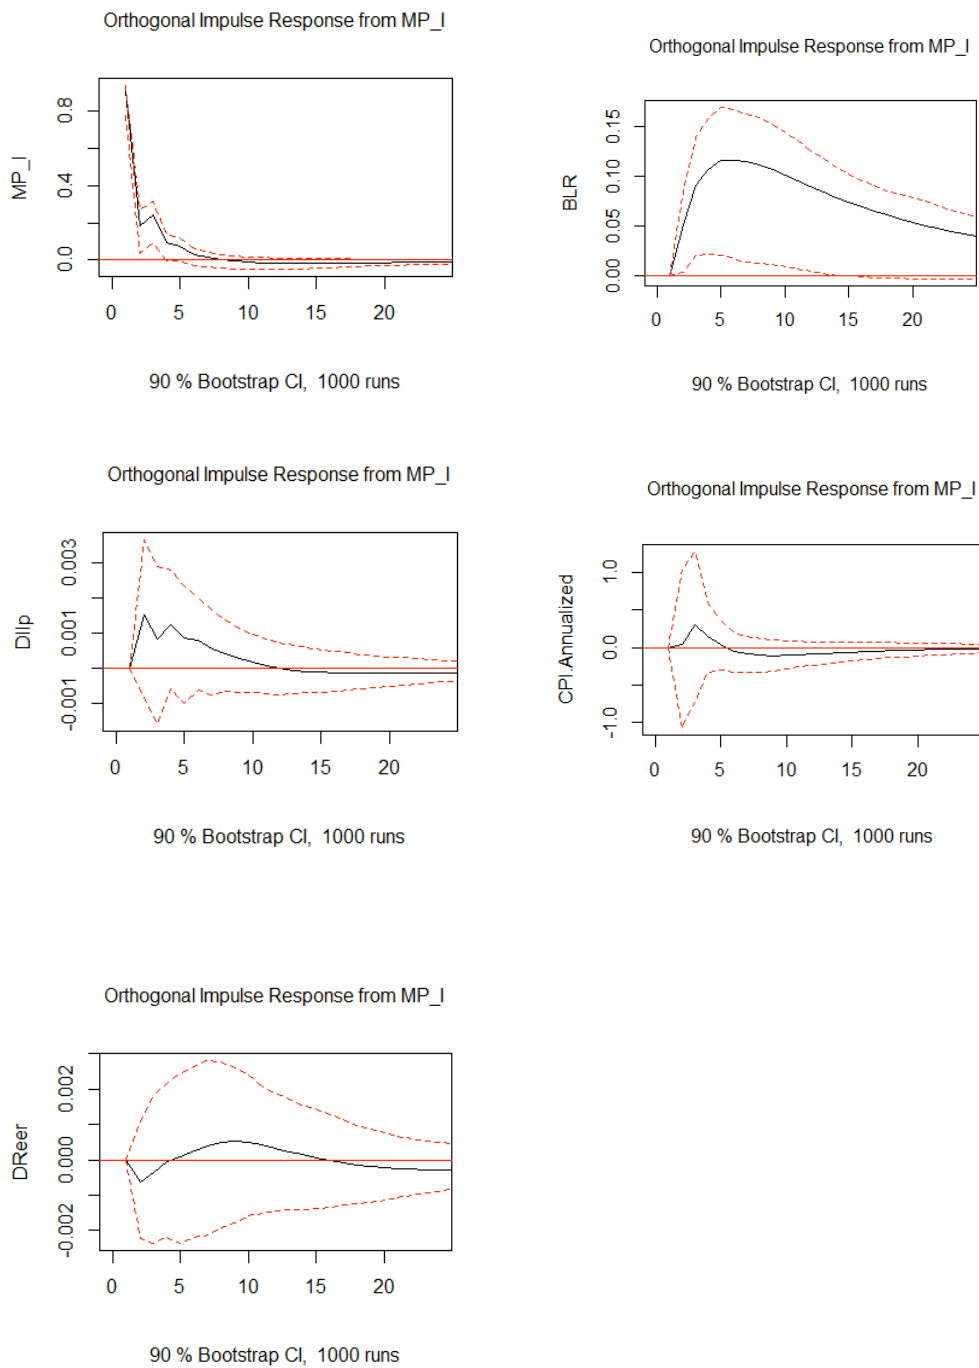 Orthogonal Impulse Response from MP_I
MP_I
0.0 0.4 0.8
0 5 10 15 20
90 % Bootstrap CI, 1000 runs
Orthogonal Impulse Response from MP_I
BLR
0.00 0.05 0.10 0.15
0 5 10 15 20
90 % Bootstrap CI, 1000 runs
Orthogonal Impulse Response from MP_I
DIIp
-0.001 0.001 0.003
0 5 10 15 20
90 % Bootstrap CI, 1000 runs
Orthogonal Impulse Response from MP_I
CPI.Annualized
-1.0 0.0 1.0
0 5 10 15 20
90 % Bootstrap CI, 1000 runs
Orthogonal Impulse Response from MP_I
DReer
-0.002 0.000 0.002
0 5 10 15 20
90 % Bootstrap CI, 1000 runs